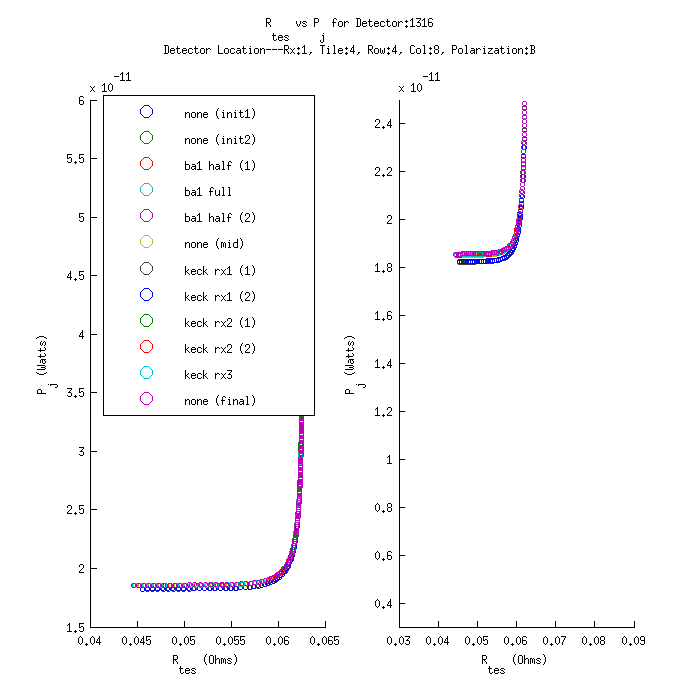 R_tes vs P_j for Detector:1316
Detector Location---Rx:1, Tile:4, Row:4, Col:8, Polarization:B
x 10^-11
6
5.5
5
4.5
4
3.5
3
2.5
2
1.5
P_j (Watts)
none (init1)
none (init2)
ba1 half (1)
ba1 full
ba1 half (2)
none (mid)
keck rx1 (1)
keck rx1 (2)
keck rx2 (1)
keck rx2 (2)
keck rx3
none (final)
0.04 0.045 0.05 0.055 0.06 0.065
R_tes (Ohms)
x 10^-11
2.4
2.2
2
1.8
1.6
1.4
1.2
1
0.8
0.6
0.4
P_j (Watts)
0.03 0.04 0.05 0.06 0.07 0.08 0.09
R_tes (Ohms)